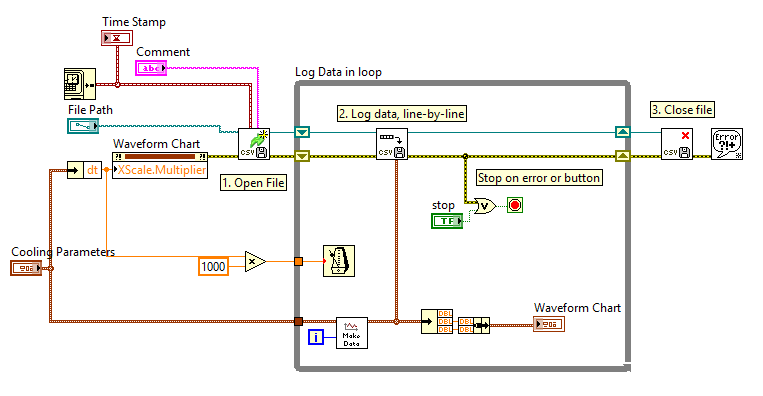 Time Stamp
Comment
abc
File Path
Log Data in loop
2. Log data, line-by-line
3. Close file
Waveform Chart
CSV
CSV
CSV
Error
?!+
dt
XScale.Multiplier
1. Open File
Stop on error or button
stop
TF
V
Cooling Parameters
1000
x
Waveform Chart
i
Make
Data
DBL
DBL
DBL
DBL
DBL